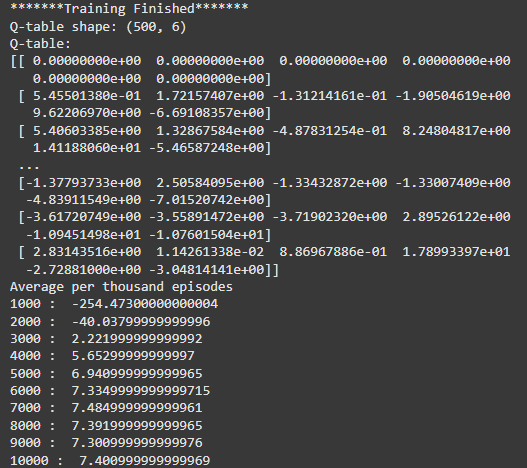 *******Training Finished*******
Q-table shape: (500, 6)
Q-table:
[[ 0.00000000e+00  0.00000000e+00  0.00000000e+00  0.00000000e+00
   0.00000000e+00  0.00000000e+00]
 [ 5.45501380e-01  1.72157407e+00 -1.31214161e-01 -1.90504619e+00
   9.62206970e+00 -6.69108357e+00]
 [ 5.40603385e+00  1.32867584e+00 -4.87831254e-01  8.24804817e+00
   1.41188060e+01 -5.46587248e+00]
 ...
 [-1.37793733e+00  2.50584095e+00 -1.33432872e+00 -1.33007409e+00
  -4.83911549e+00 -7.01520742e+00]
 [-3.61720749e+00 -3.55891472e+00 -3.71902320e+00  2.89526122e+00
  -1.09451498e+01 -1.07601504e+01]
 [ 2.83143516e+00  1.14261338e-02  8.86967886e-01  1.78993397e+01
  -2.72881000e+00 -3.04814141e+00]]
Average per thousand episodes
1000 :  -254.47300000000004
2000 :  -40.03799999999996
3000 :  2.221999999999992
4000 :  5.652999999999997
5000 :  6.940999999999965
6000 :  7.3349999999999715
7000 :  7.484999999999961
8000 :  7.391999999999965
9000 :  7.300999999999976
10000 :  7.400999999999969